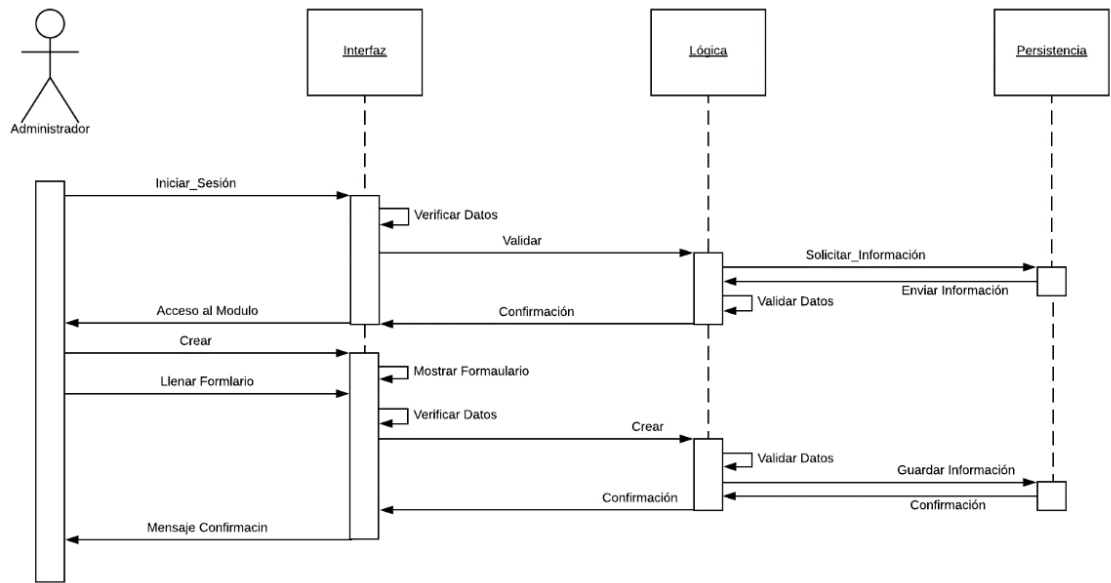 Interfaz
Lógica
Persistencia
Administrador
Iniciar_Sesión
Verificar Datos
Validar
Solicitar_Información
Enviar Información
Validar Datos
Acceso al Modulo
Confirmación
Crear
Mostrar Formaulario
Llenar Formlario
Verificar Datos
Crear
Validar Datos
Guardar Información
Confirmación
Confirmación
Mensaje Confirmacin